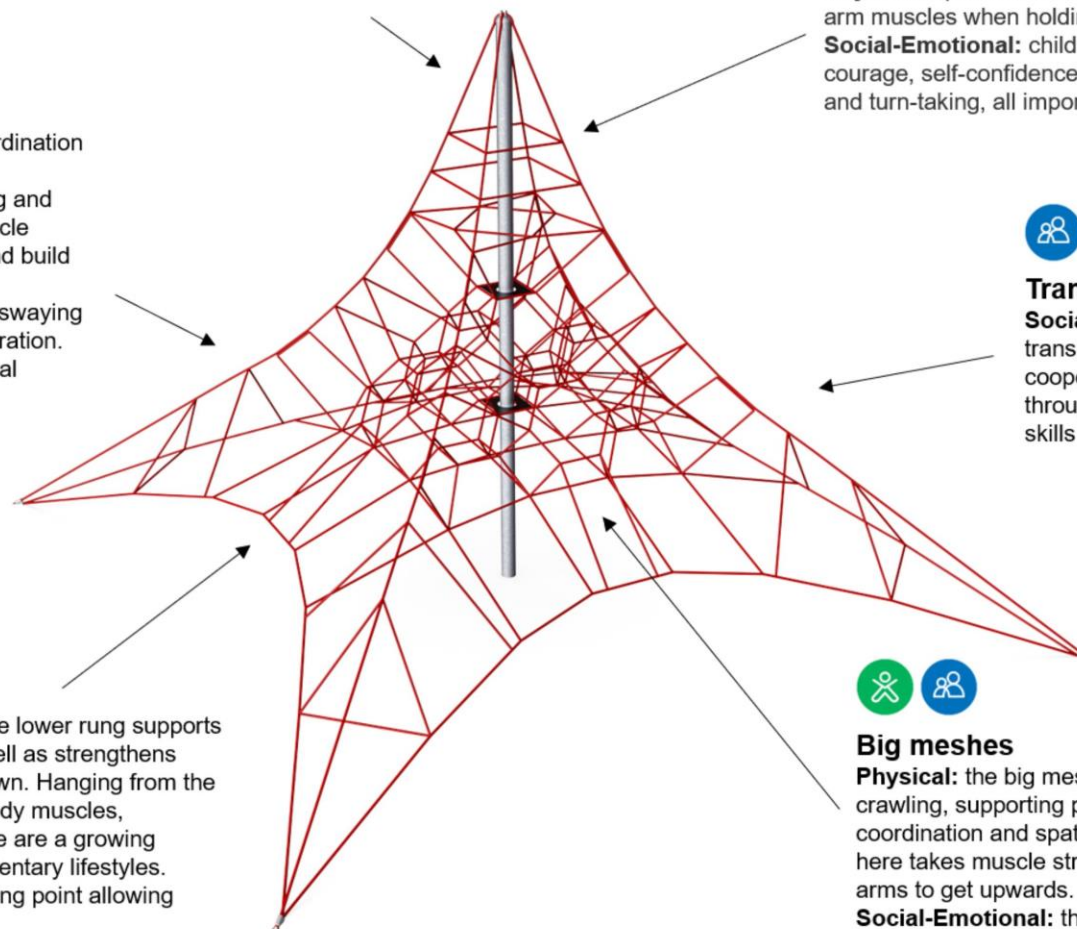 arm muscles when holdi
Social-Emotional: child
courage, self-confidence
and turn-taking, all impor
rdination
g and
cle
d build
swaying
ration.
al
Tran
Socia
trans
coope
throu
skills
e lower rung supports
ell as strengthens
wn. Hanging from the
dy muscles,
e are a growing
entary lifestyles.
ng point allowing
Big meshes
Physical: the big mes
crawling, supporting p
coordination and spat
here takes muscle str
arms to get upwards.
Social-Emotional: th